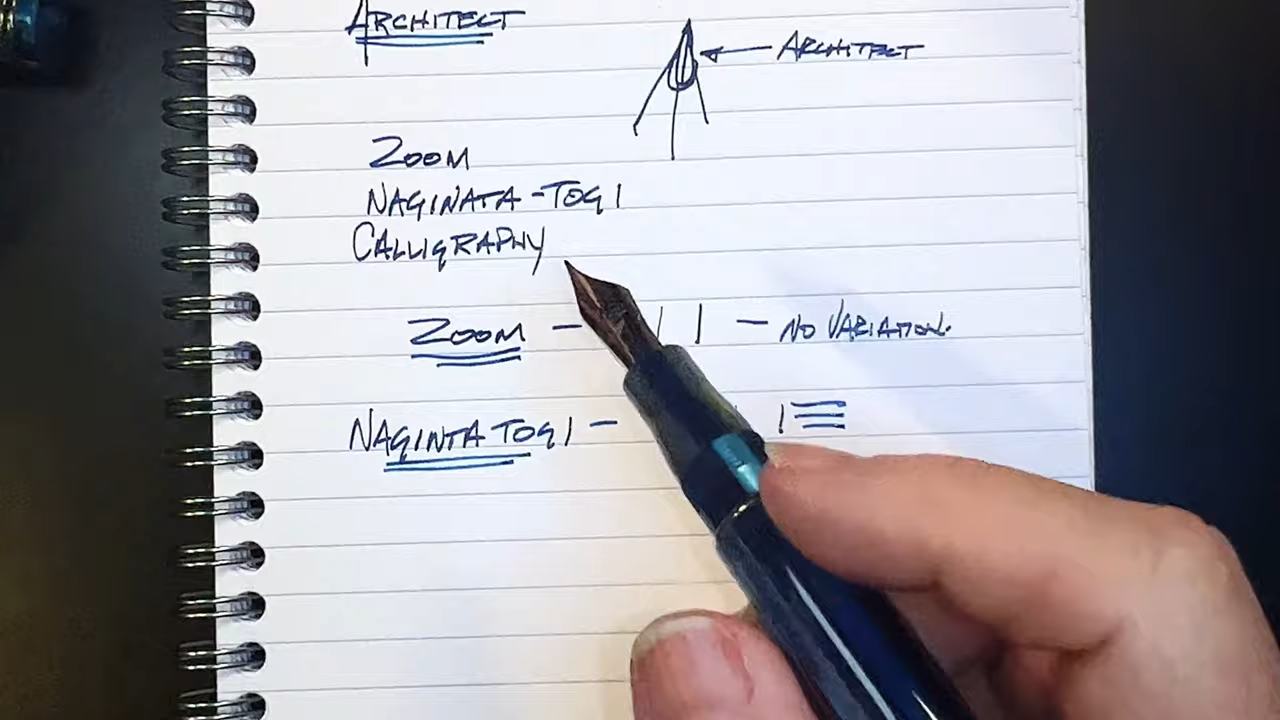 ARCHITECT
← ARCHITECT
ZOOM
NAGINATA-TOGI
CALLIGRAPHY
ZOOM — | | — NO VARIATION.
NAGINTA TOGI —